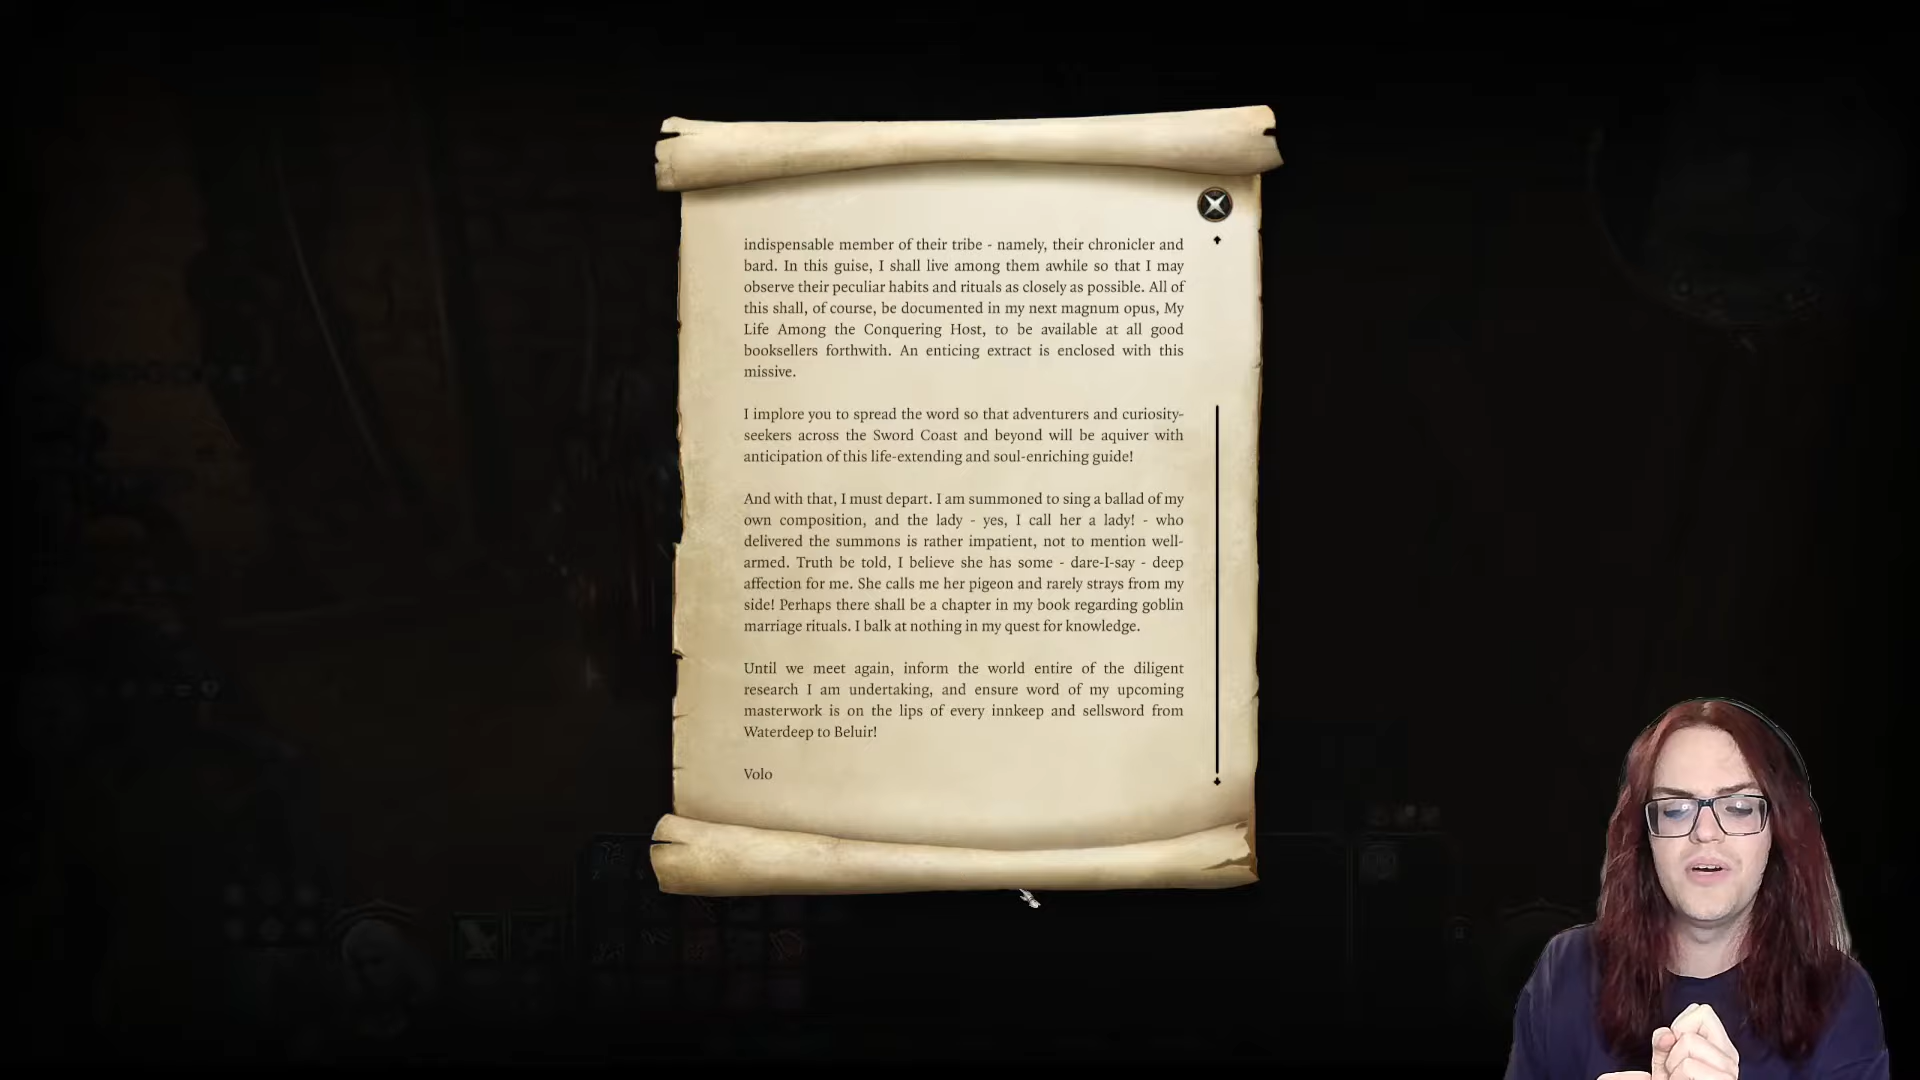 indispensable member of their tribe - namely, their chronicler and
bard. In this guise, I shall live among them awhile so that I may
observe their peculiar habits and rituals as closely as possible. All of
this shall, of course, be documented in my next magnum opus, My
Life Among the Conquering Host, to be available at all good
booksellers forthwith. An enticing extract is enclosed with this
missive.
I implore you to spread the word so that adventurers and curiosity-
seekers across the Sword Coast and beyond will be aquiver with
anticipation of this life-extending and soul-enriching guide!
And with that, I must depart. I am summoned to sing a ballad of my
own composition, and the lady - yes, I call her a lady! - who
delivered the summons is rather impatient, not to mention well-
armed. Truth be told, I believe she has some - dare-I-say - deep
affection for me. She calls me her pigeon and rarely strays from my
side! Perhaps there shall be a chapter in my book regarding goblin
marriage rituals. I balk at nothing in my quest for knowledge.
Until we meet again, inform the world entire of the diligent
research I am undertaking, and ensure word of my upcoming
masterwork is on the lips of every innkeep and sellsword from
Waterdeep to Beluir!
Volo